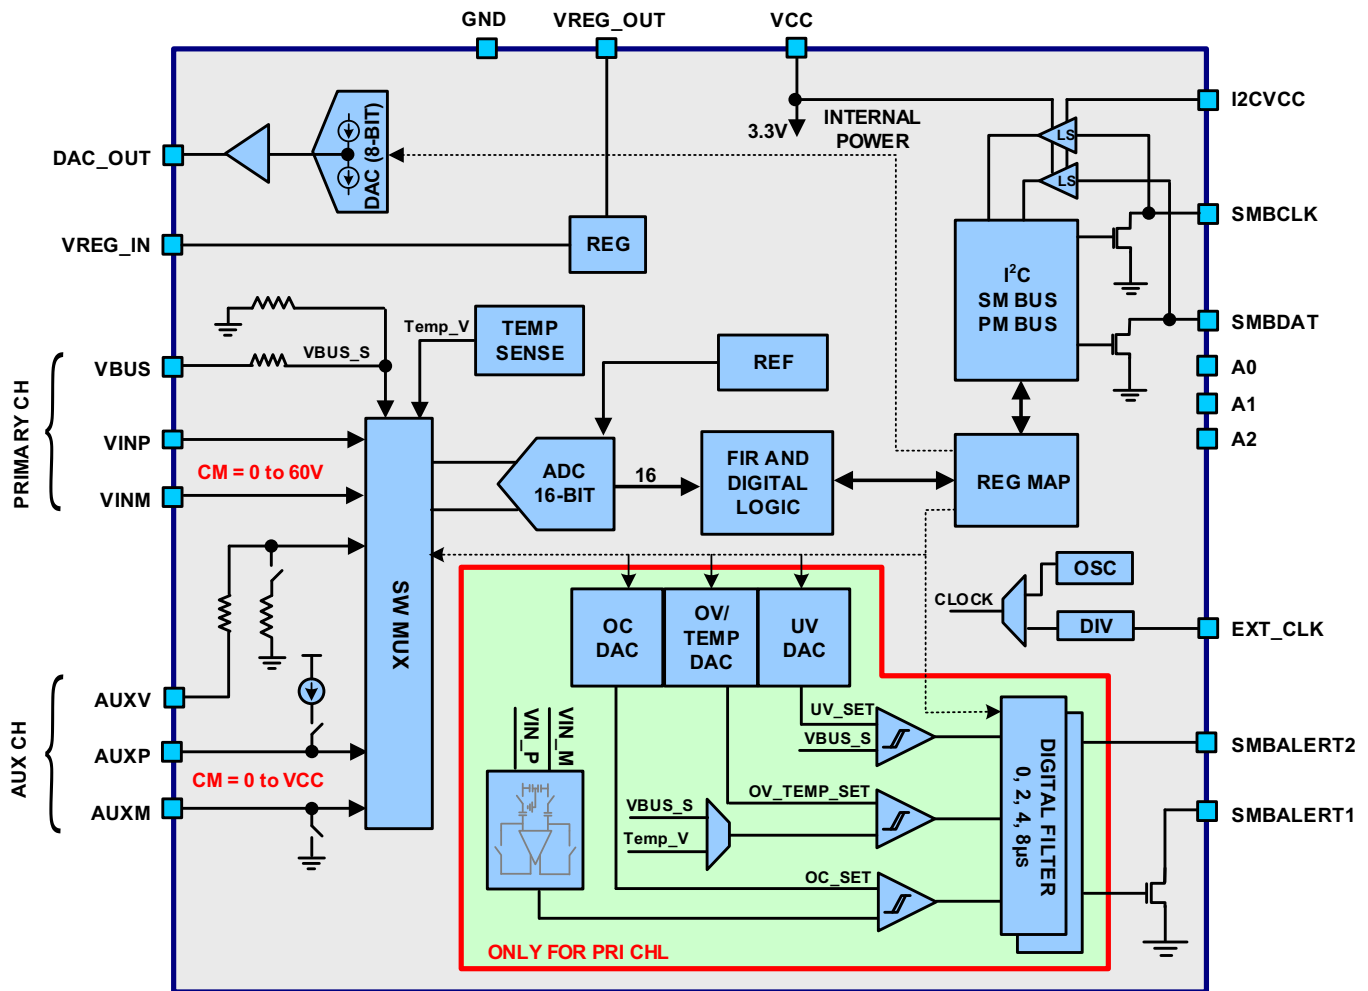 GND
VREG_OUT
VCC
I2CVCC
DAC_OUT
DAC (8-BIT)
3.3V
INTERNAL
POWER
LS
LS
SMBCLK
VREG_IN
REG
I²C
SM BUS
PM BUS
SMBDAT
TEMP
SENSE
Temp_V
REF
VBUS_S
VBUS
A0
A1
A2
PRIMARY CH
VINP
CM = 0 to 60V
VINM
ADC
16-BIT
16
FIR AND
DIGITAL
LOGIC
REG MAP
SW MUX
OSC
CLOCK
DIV
EXT_CLK
OC
DAC
OV/
TEMP
DAC
UV
DAC
AUX CH
AUXV
AUXP
CM = 0 to VCC
AUXM
VIN_P
VIN_M
UV_SET
VBUS_S
OV_TEMP_SET
VBUS_S
Temp_V
OC_SET
DIGITAL FILTER
0, 2, 4, 8µS
SMBALERT2
SMBALERT1
ONLY FOR PRI CHL